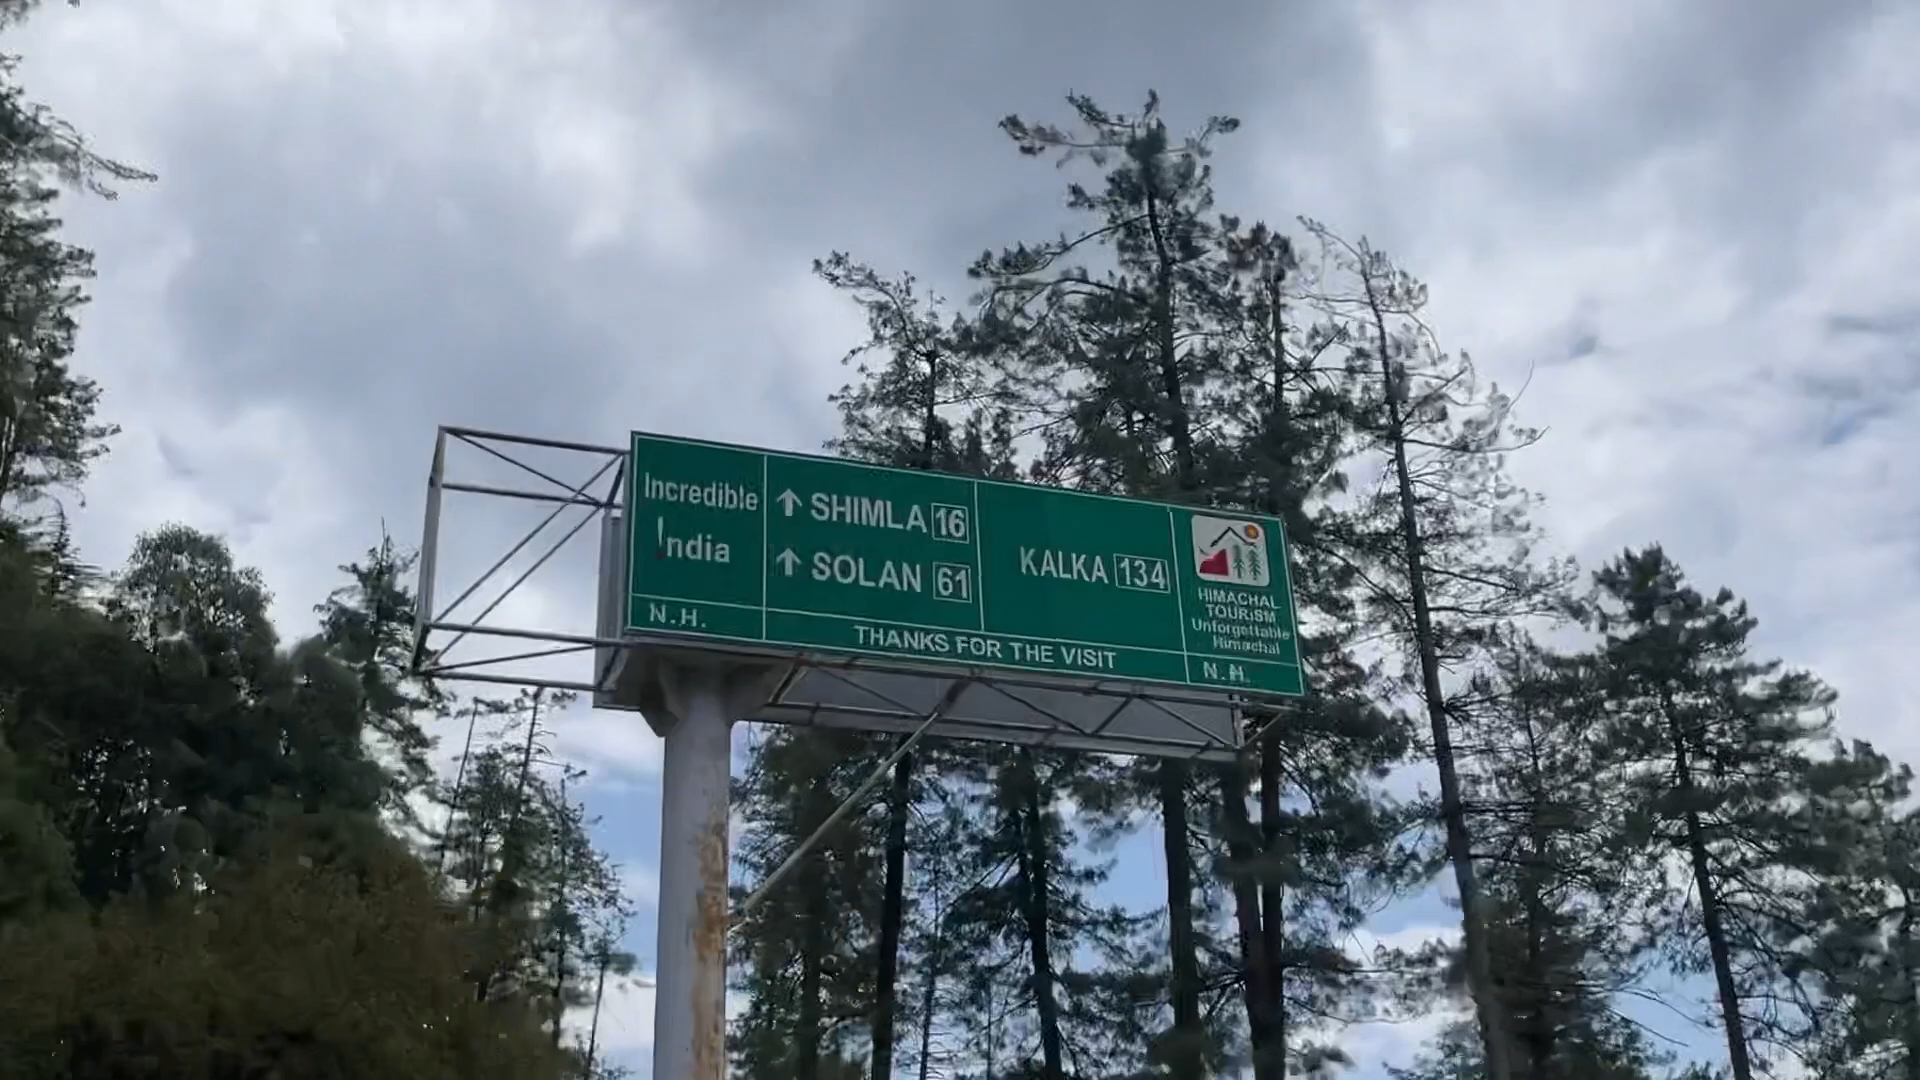 Incredible
India
N.H.
↑ SHIMLA 16
↑ SOLAN 61
KALKA 134
THANKS FOR THE VISIT
HIMACHAL
TOURISM
Unforgettable
Himachal
N.H.